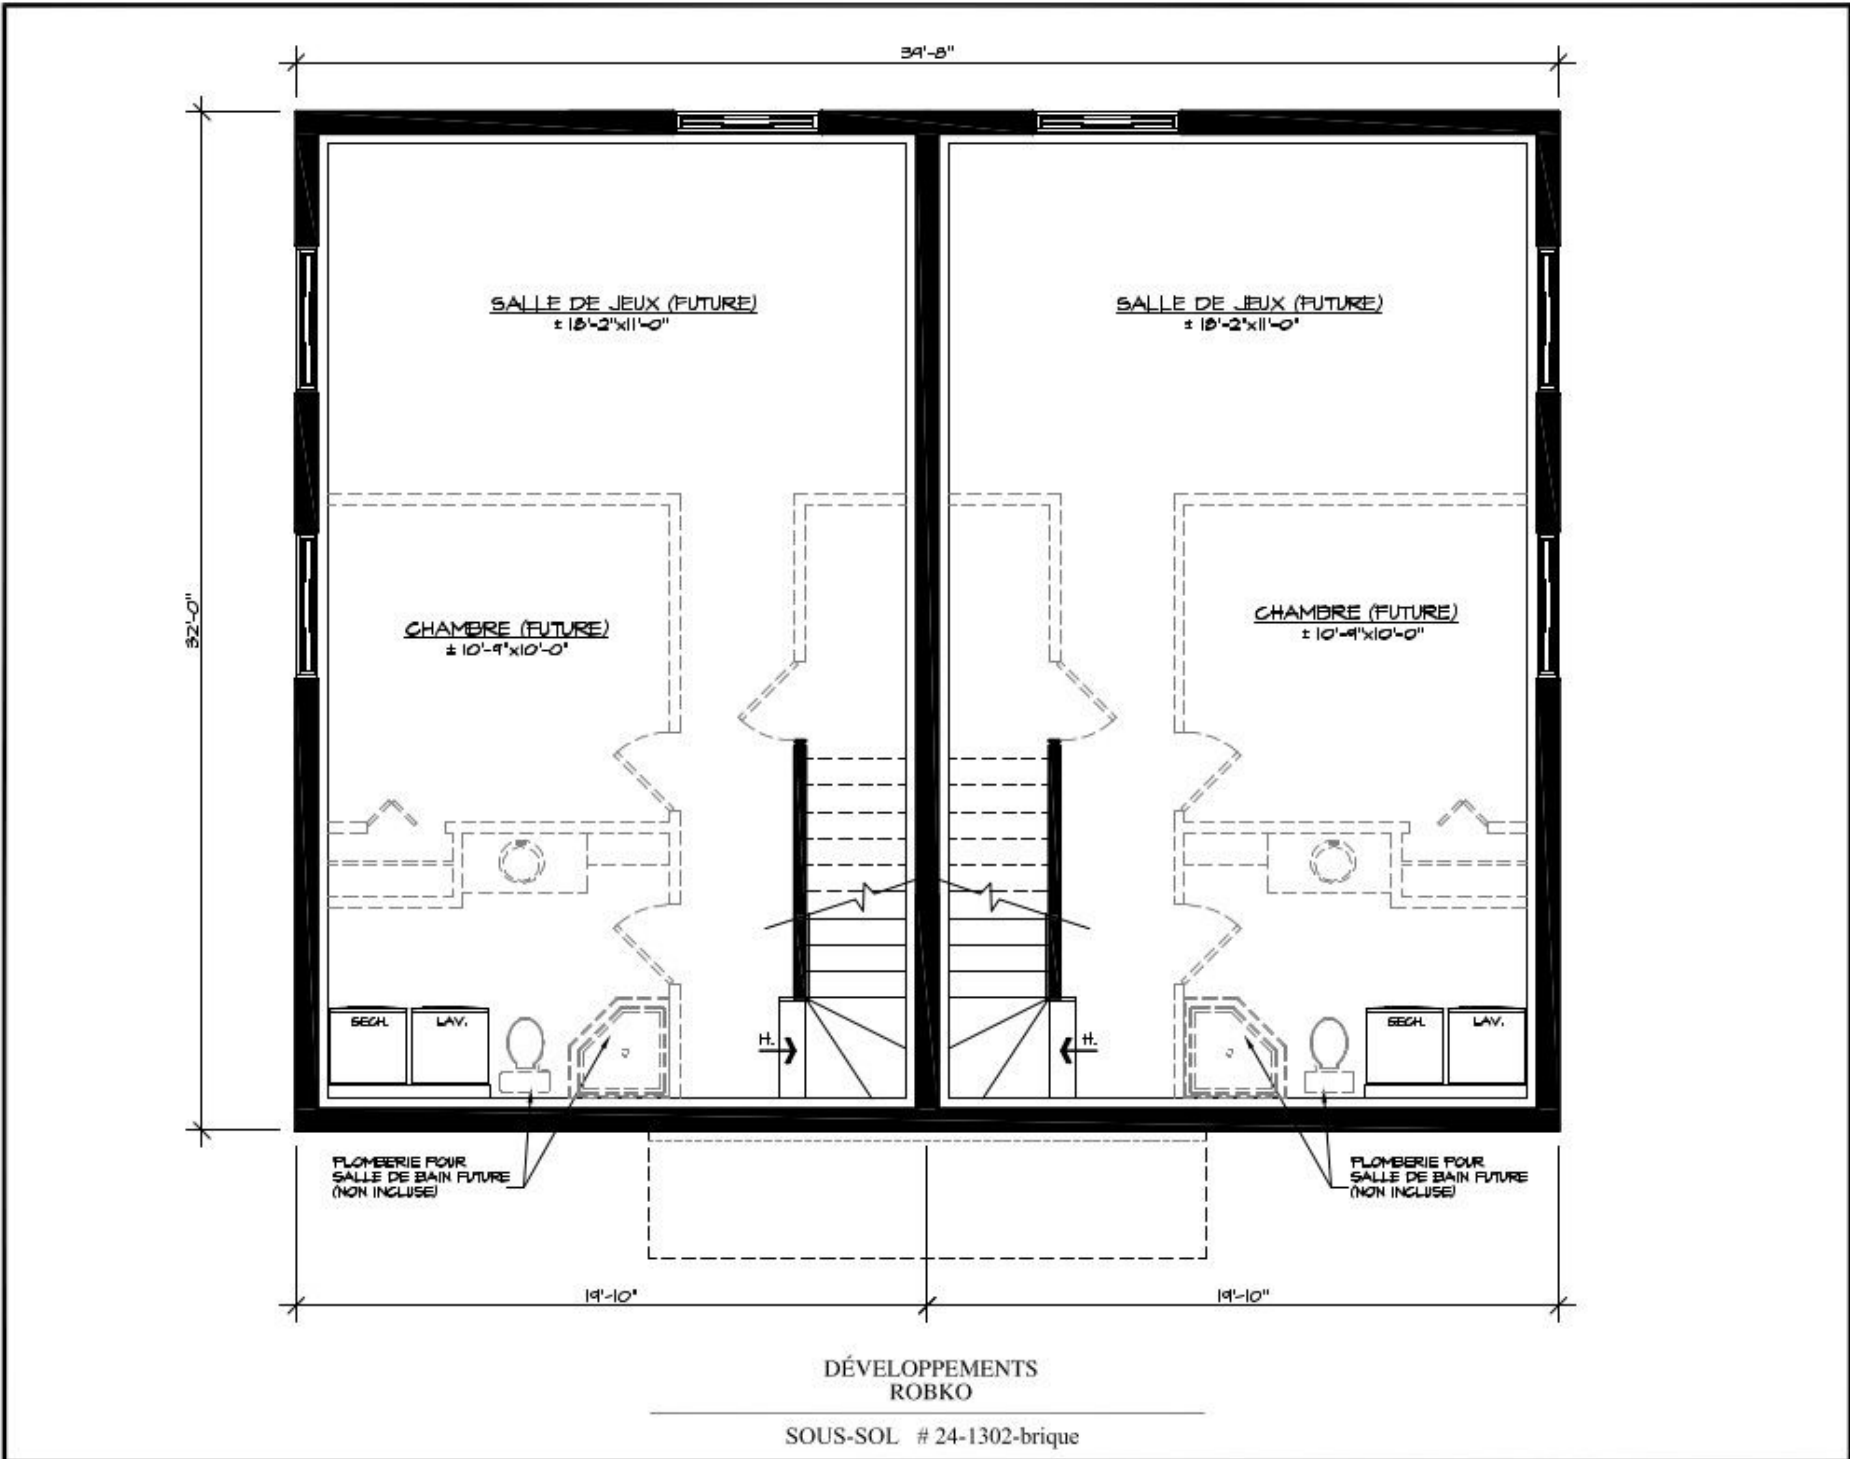 39'-8"
32'-0"
SALLE DE JEUX (FUTURE)
± 18'-2"x11'-0"
SALLE DE JEUX (FUTURE)
± 18'-2"x11'-0"
CHAMBRE (FUTURE)
± 10'-9"x10'-0"
CHAMBRE (FUTURE)
± 10'-9"x10'-0"
SECH.
LAV.
H.
H.
SECH.
LAV.
PLOMBERIE POUR
SALLE DE BAIN FUTURE
(NON INCLUSE)
PLOMBERIE POUR
SALLE DE BAIN FUTURE
(NON INCLUSE)
19'-10"
19'-10"
DÉVELOPPEMENTS
ROBKO
SOUS-SOL # 24-1302-brique